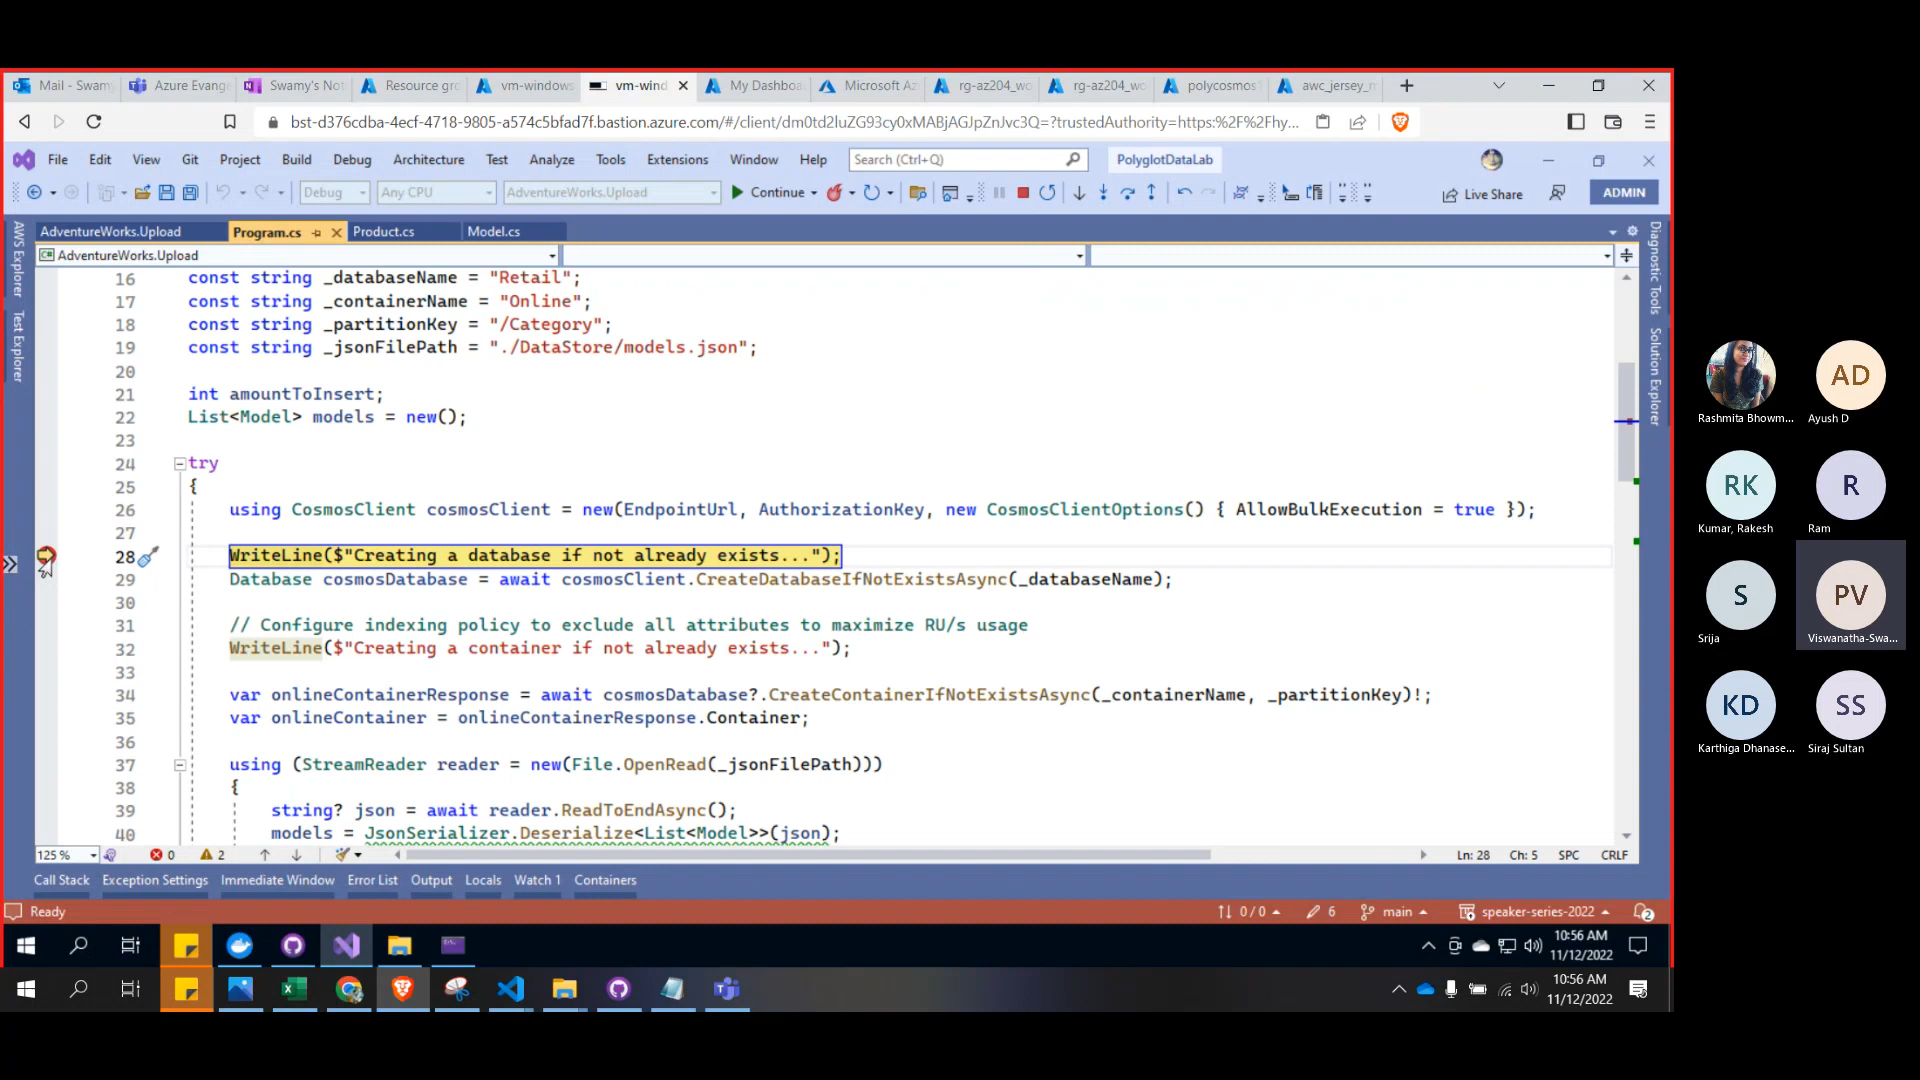 Mail - Swamy
Azure Evange
Swamy's Not
Resource gro
vm-windows
vm-wind
My Dashboa
Microsoft Az
rg-az204_wo
rg-az204_wo
polycosmos
awc_jersey_n
bst-d376cdba-4ecf-4718-9805-a574c5bfad7f.bastion.azure.com/#/client/dm0td2luZG93cy0xMABjAGJpZnJvc3Q=?trustedAuthority=https:%2F%2Fhy...
File Edit View Git Project Build Debug Architecture Test Analyze Tools Extensions Window Help Search (Ctrl+Q) PolyglotDataLab
Debug Any CPU AdventureWorks.Upload Continue Live Share ADMIN
AWS Explorer
Test Explorer
AdventureWorks.Upload Program.cs Product.cs Model.cs
AdventureWorks.Upload
16 const string _databaseName = "Retail";
17 const string _containerName = "Online";
18 const string _partitionKey = "/Category";
19 const string _jsonFilePath = "./DataStore/models.json";
20
21 int amountToInsert;
22 List<Model> models = new();
23
24 try
25 {
26 using CosmosClient cosmosClient = new(EndpointUrl, AuthorizationKey, new CosmosClientOptions() { AllowBulkExecution = true });
27
28 WriteLine($"Creating a database if not already exists...");
29 Database cosmosDatabase = await cosmosClient.CreateDatabaseIfNotExistsAsync(_databaseName);
30
31 // Configure indexing policy to exclude all attributes to maximize RU/s usage
32 WriteLine($"Creating a container if not already exists...");
33
34 var onlineContainerResponse = await cosmosDatabase?.CreateContainerIfNotExistsAsync(_containerName, _partitionKey)!;
35 var onlineContainer = onlineContainerResponse.Container;
36
37 using (StreamReader reader = new(File.OpenRead(_jsonFilePath)))
38 {
39 string? json = await reader.ReadToEndAsync();
40 models = JsonSerializer.Deserialize<List<Model>>(json);
Diagnostic Tools
Solution Explorer
125 % 0 2 Ln: 28 Ch: 5 SPC CRLF
Call Stack Exception Settings Immediate Window Error List Output Locals Watch 1 Containers
Ready 0 / 0 6 main speaker-series-2022 2
10:56 AM
11/12/2022
10:56 AM
11/12/2022
AD
Rashmita Bhowm... Ayush D
RK R
Kumar, Rakesh Ram
S PV
Srija Viswanatha-Swa...
KD SS
Karthiga Dhanase... Siraj Sultan